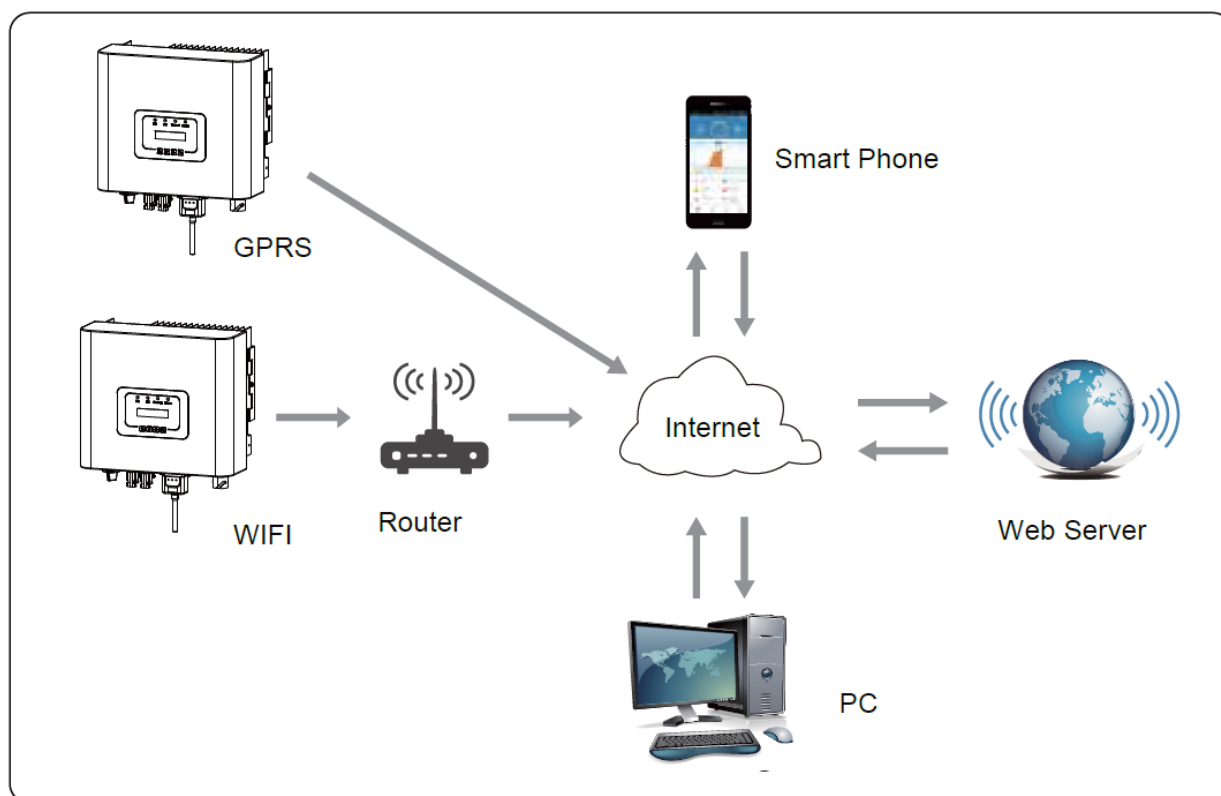 Smart Phone
GPRS
Internet
WIFI
Router
Web Server
PC